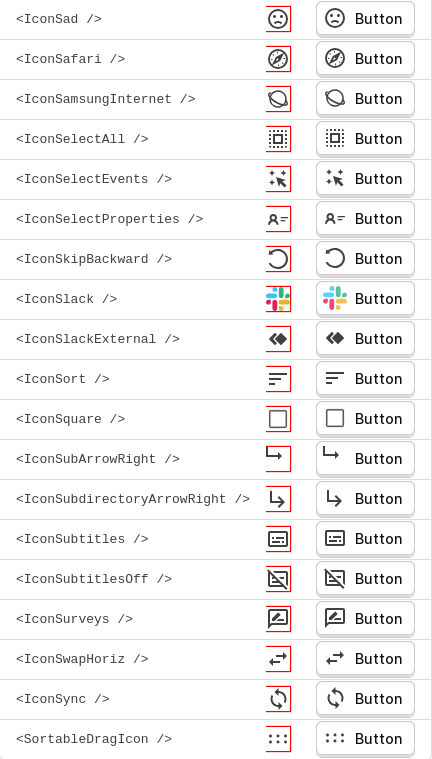 <IconSad /> Button
<IconSafari /> Button
<IconSamsungInternet /> Button
<IconSelectAll /> Button
<IconSelectEvents /> Button
<IconSelectProperties /> Button
<IconSkipBackward /> Button
<IconSlack /> Button
<IconSlackExternal /> Button
<IconSort /> Button
<IconSquare /> Button
<IconSubArrowRight /> Button
<IconSubdirectoryArrowRight /> Button
<IconSubtitles /> Button
<IconSubtitlesOff /> Button
<IconSurveys /> Button
<IconSwapHoriz /> Button
<IconSync /> Button
<SortableDragIcon /> Button